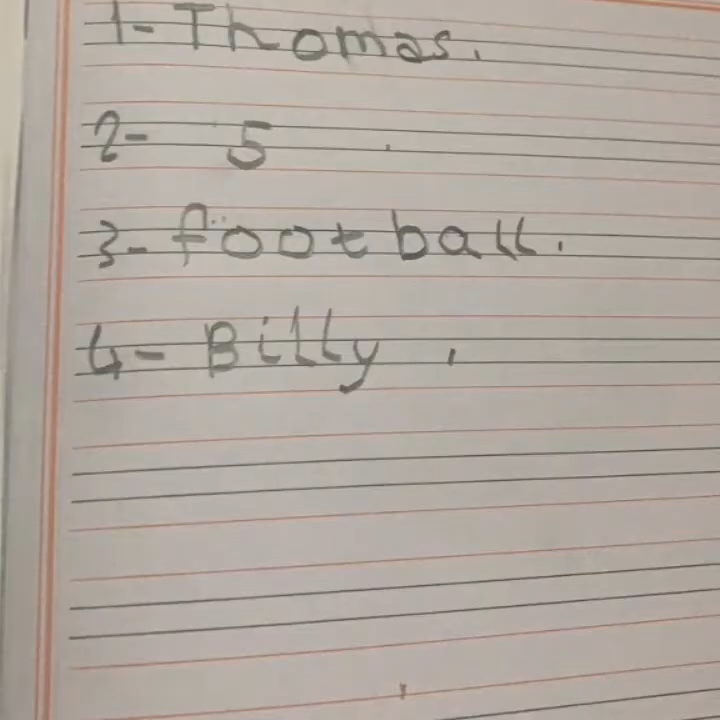 1- Thomas.
2- 5 .
3- football.
4- Billy .